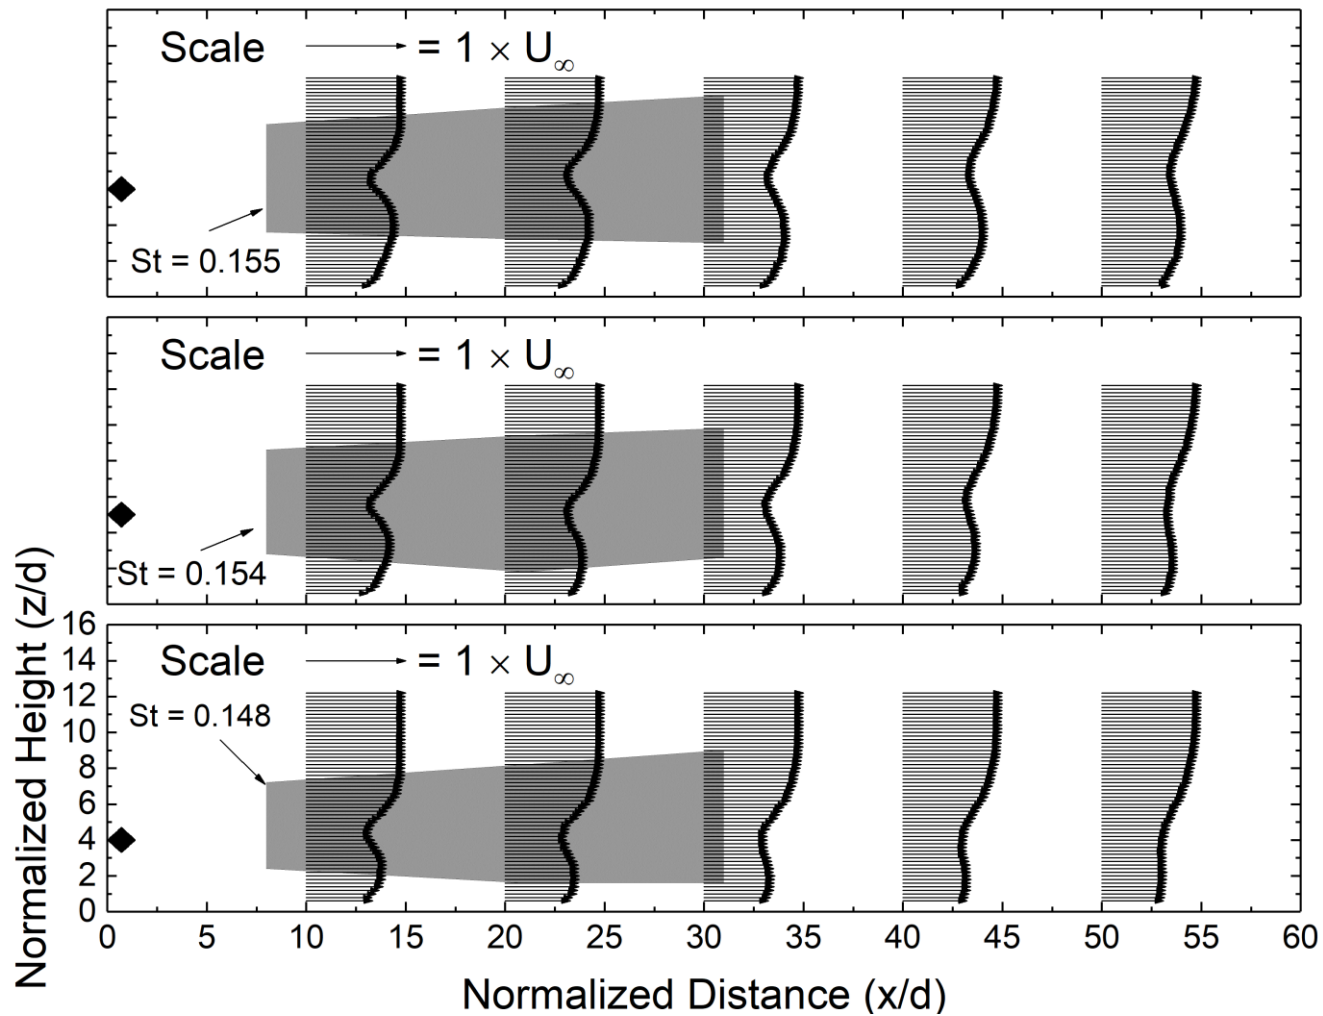 Scale = 1 × U∞
St = 0.155
Scale = 1 × U∞
St = 0.154
Scale = 1 × U∞
St = 0.148
Normalized Height (z/d)
16
14
12
10
8
6
4
2
0
0 5 10 15 20 25 30 35 40 45 50 55 60
Normalized Distance (x/d)